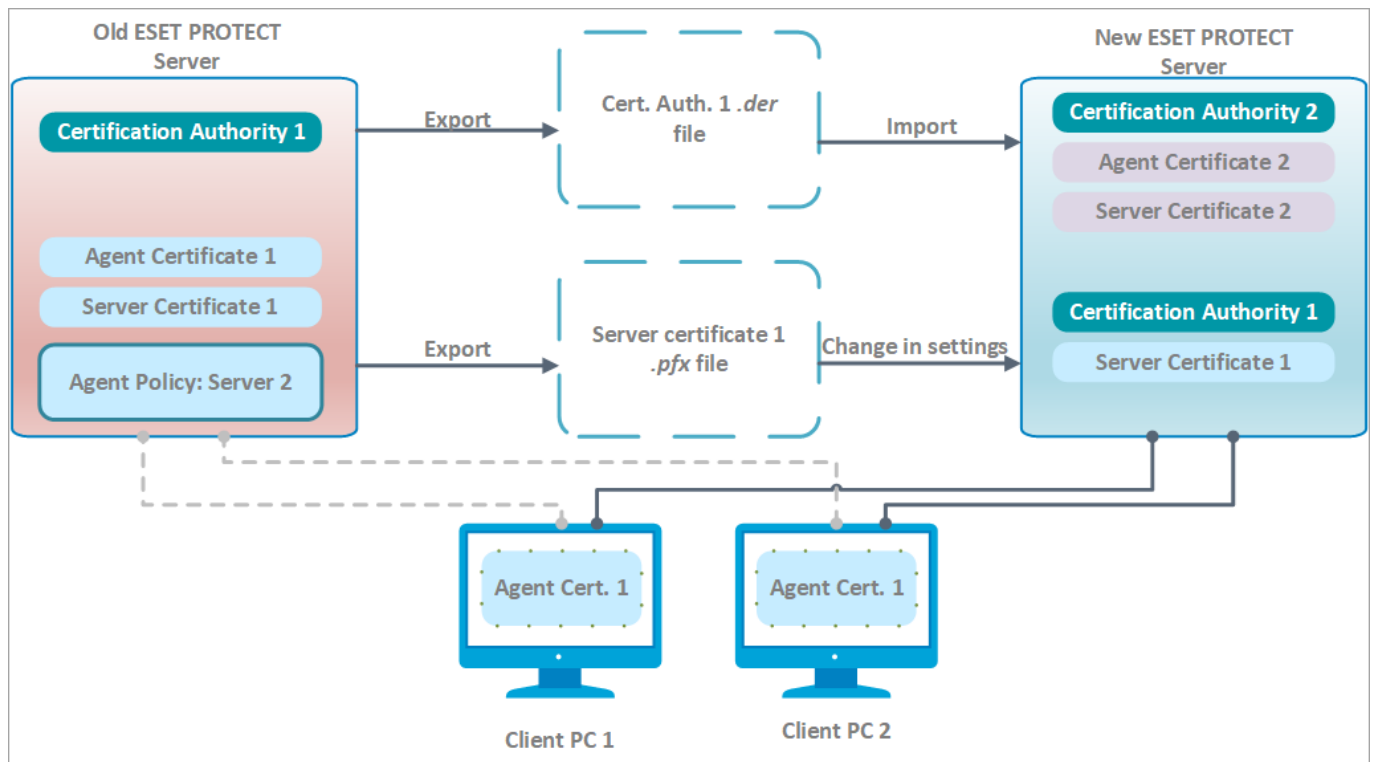 Old ESET PROTECT
Server
New ESET PROTECT
Server
Certification Authority 1
Export
Cert. Auth. 1 .der
file
Import
Certification Authority 2
Agent Certificate 2
Server Certificate 2
Agent Certificate 1
Server Certificate 1
Agent Policy: Server 2
Export
Server certificate 1
.pfx file
Change in settings
Certification Authority 1
Server Certificate 1
Agent Cert. 1
Agent Cert. 1
Client PC 1
Client PC 2